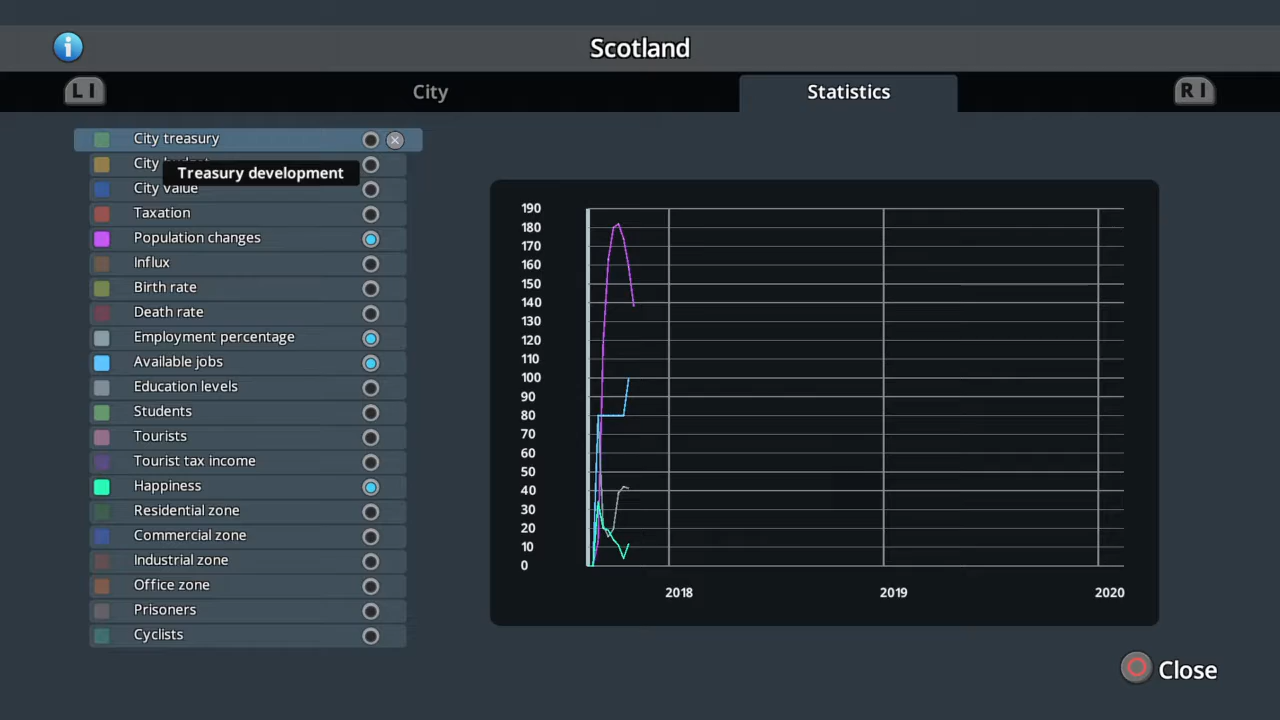 Scotland
L1
City
Statistics
R1
City treasury
City budget
Treasury development
City value
Taxation
Population changes
Influx
Birth rate
Death rate
Employment percentage
Available jobs
Education levels
Students
Tourists
Tourist tax income
Happiness
Residential zone
Commercial zone
Industrial zone
Office zone
Prisoners
Cyclists
190
180
170
160
150
140
130
120
110
100
90
80
70
60
50
40
30
20
10
0
2018
2019
2020
Close